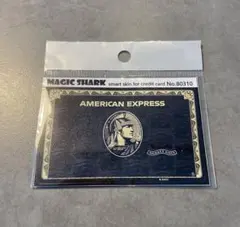 MAGIC SHARK smart skin for credit card No.80310
AMERICAN EXPRESS